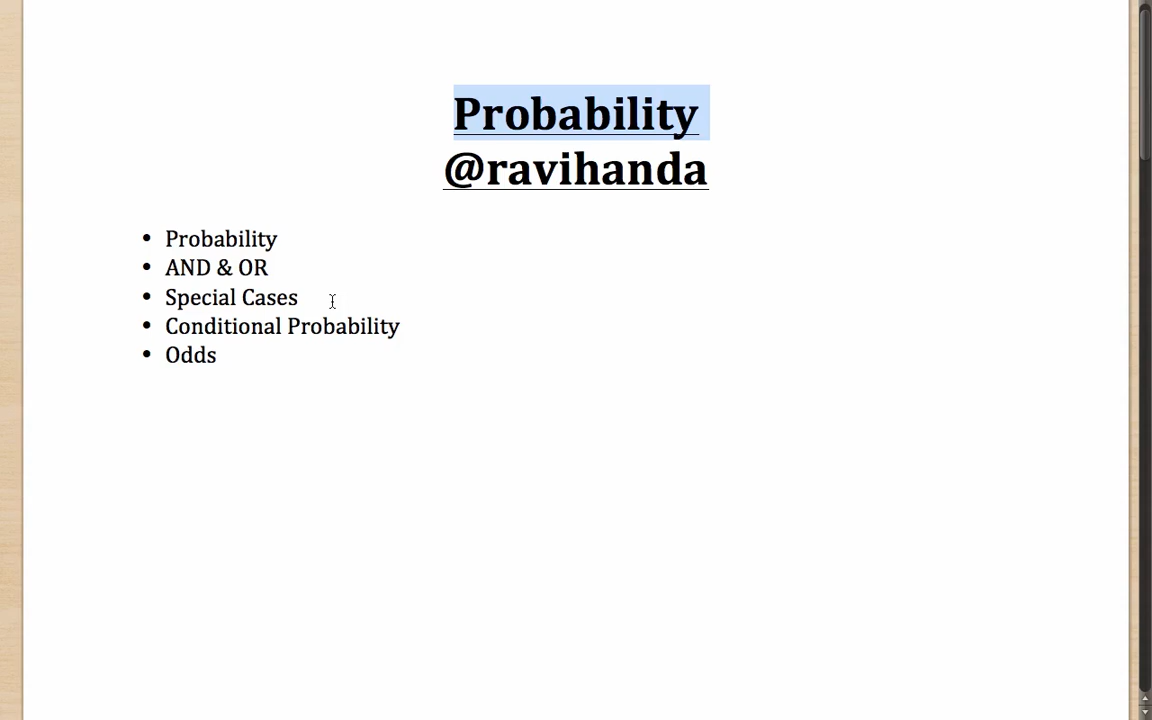 Probability
@ravihanda
• Probability
• AND & OR
• Special Cases
• Conditional Probability
• Odds